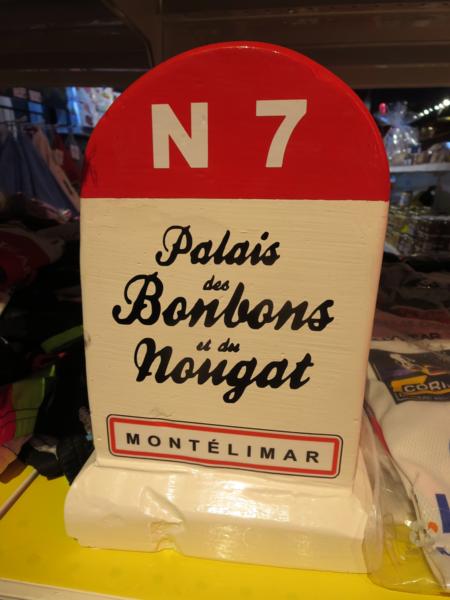 N 7
Palais
des
Bonbons
et du
Nougat
MONTÉLIMAR